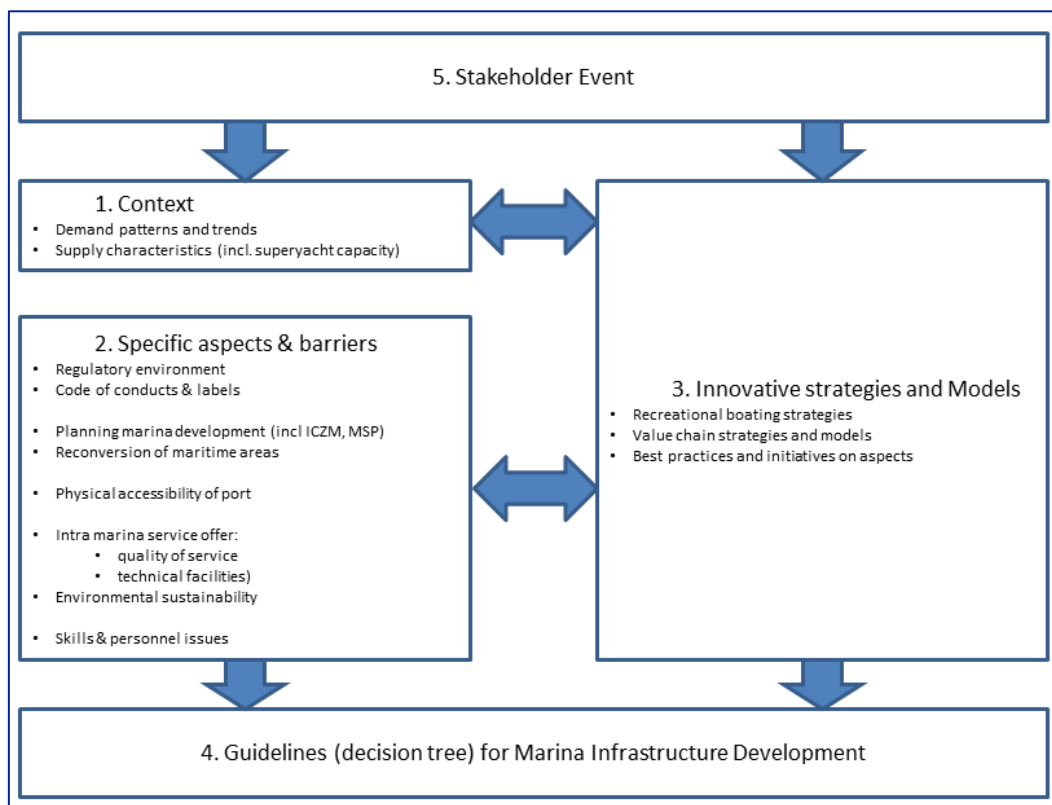 5. Stakeholder Event
1. Context
• Demand patterns and trends
• Supply characteristics (incl. superyacht capacity)
2. Specific aspects & barriers
• Regulatory environment
• Code of conducts & labels
• Planning marina development (incl ICZM, MSP)
• Reconversion of maritime areas
• Physical accessibility of port
• Intra marina service offer:
• quality of service
• technical facilities)
• Environmental sustainability
• Skills & personnel issues
3. Innovative strategies and Models
• Recreational boating strategies
• Value chain strategies and models
• Best practices and initiatives on aspects
4. Guidelines (decision tree) for Marina Infrastructure Development